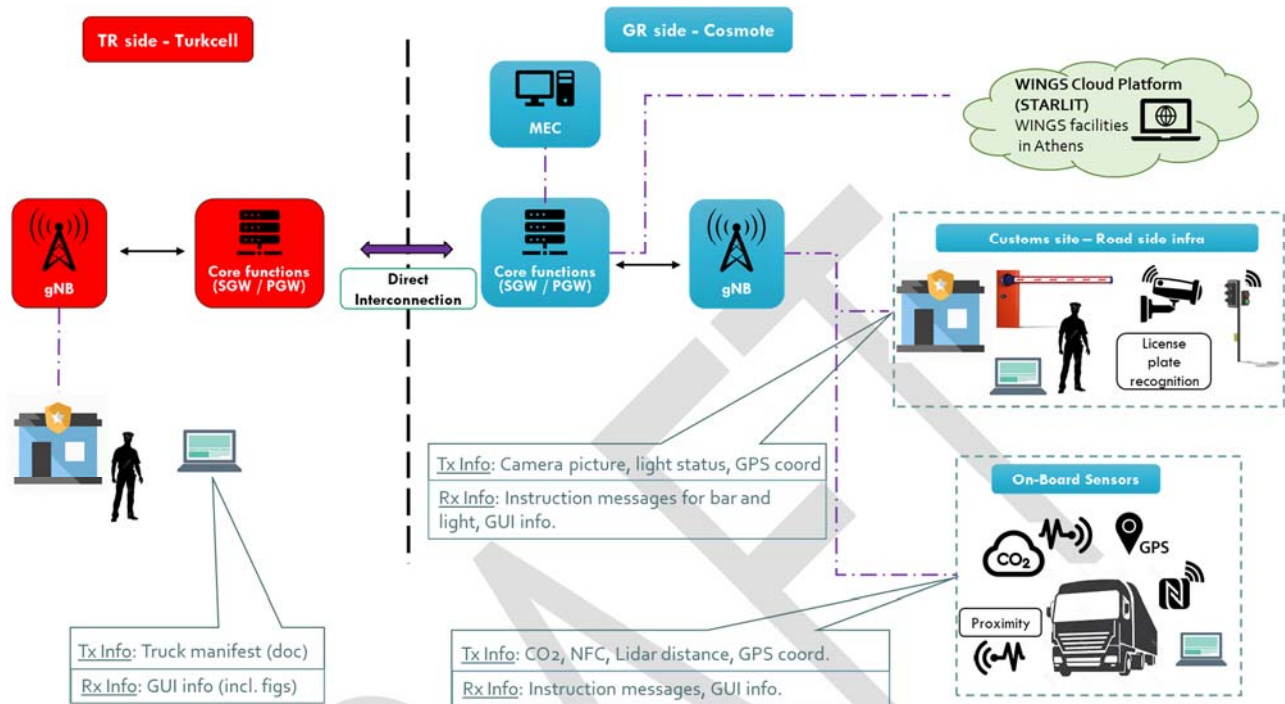 TR side - Turkcell
GR side - Cosmote
MEC
WINGS Cloud Platform
(STARLIT)
WINGS facilities
in Athens
gNB
Core functions
(SGW / PGW)
Direct
Interconnection
Core functions
(SGW / PGW)
gNB
Customs site – Road side infra
License
plate
recognition
Tx Info: Camera picture, light status, GPS coord
Rx Info: Instruction messages for bar and
light, GUI info.
On-Board Sensors
CO2
GPS
Proximity
Tx Info: Truck manifest (doc)
Rx Info: GUI info (incl. figs)
Tx Info: CO2, NFC, Lidar distance, GPS coord.
Rx Info: Instruction messages, GUI info.